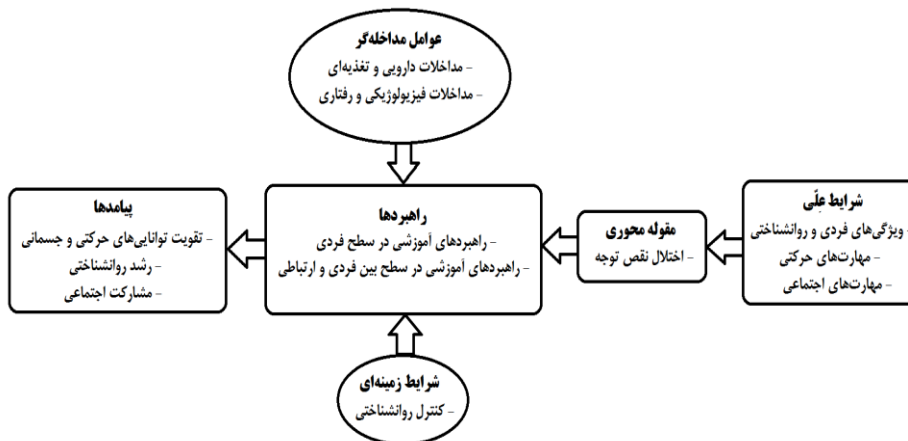 عوامل مداخله‌گر
- مداخلات دارویی و تغذیه‌ای
- مداخلات فیزیولوژیکی و رفتاری
شرایط علّی
- ویژگی‌های فردی و روانشناختی
- مهارت‌های حرکتی
- مهارت‌های اجتماعی
مقوله محوری
- اختلال نقص توجه
راهبردها
- راهبردهای آموزشی در سطح فردی
- راهبردهای آموزشی در سطح بین فردی و ارتباطی
پیامدها
- تقویت توانایی‌های حرکتی و جسمانی
- رشد روانشناختی
- مشارکت اجتماعی
شرایط زمینه‌ای
- کنترل روانشناختی